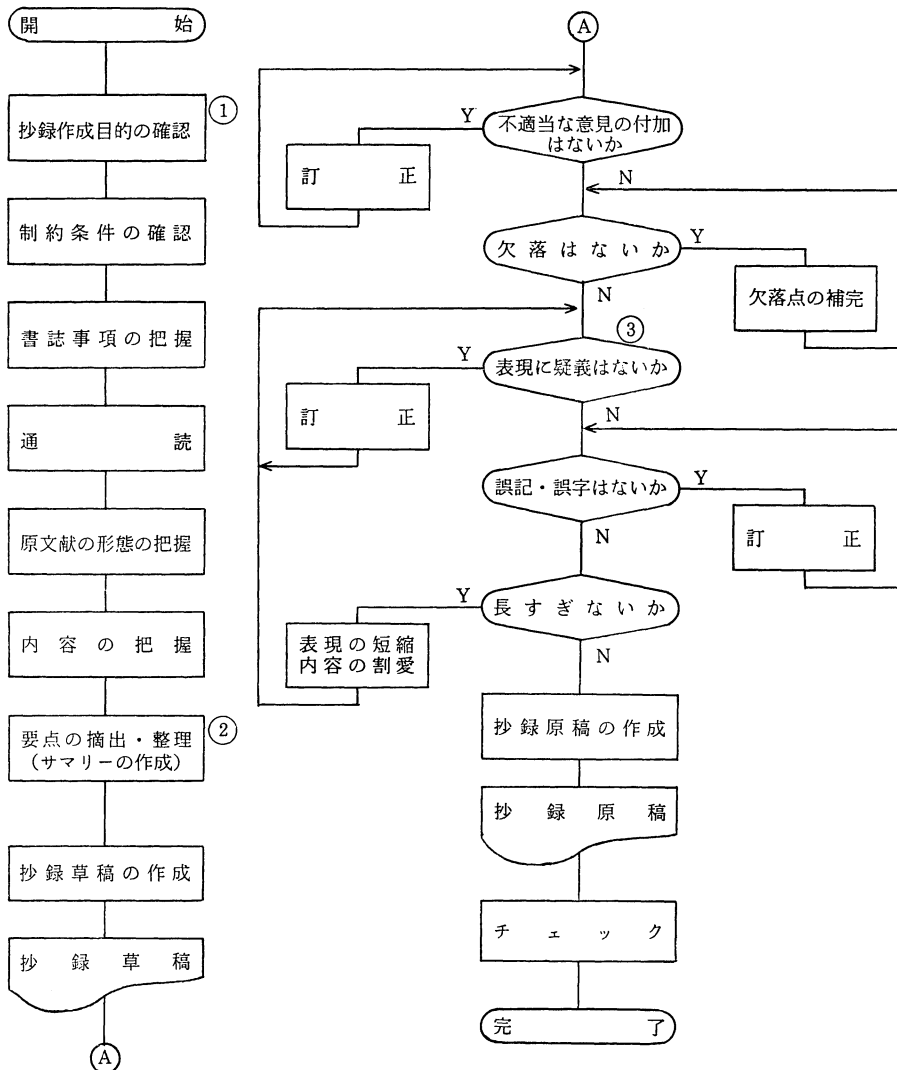 開始
①
抄録作成目的の確認
制約条件の確認
書誌事項の把握
通読
原文献の形態の把握
内容の把握
②
要点の摘出・整理
(サマリーの作成)
抄録草稿の作成
抄録草稿
A
A
Y
不適当な意見の付加
はないか
訂正
N
欠落はないか
Y
欠落点の補完
N
③
Y
表現に疑義はないか
訂正
N
誤記・誤字はないか
Y
訂正
N
Y
長すぎないか
表現の短縮
内容の割愛
N
抄録原稿の作成
抄録原稿
チェック
完了